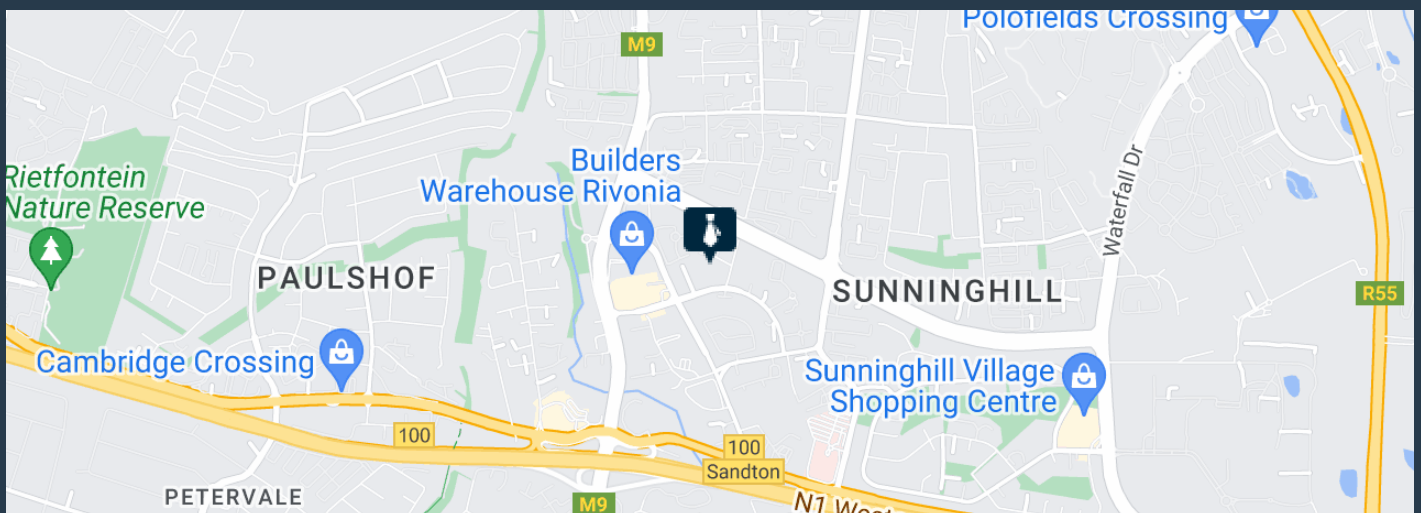 Polofields Crossing
M9
Builders
Warehouse Rivonia
Rietfontein
Nature Reserve
Waterfall Dr
PAULSHOF
SUNNINGHILL
R55
Cambridge Crossing
Sunninghill Village
Shopping Centre
100
100
Sandton
PETERVALE
M9
N1 West